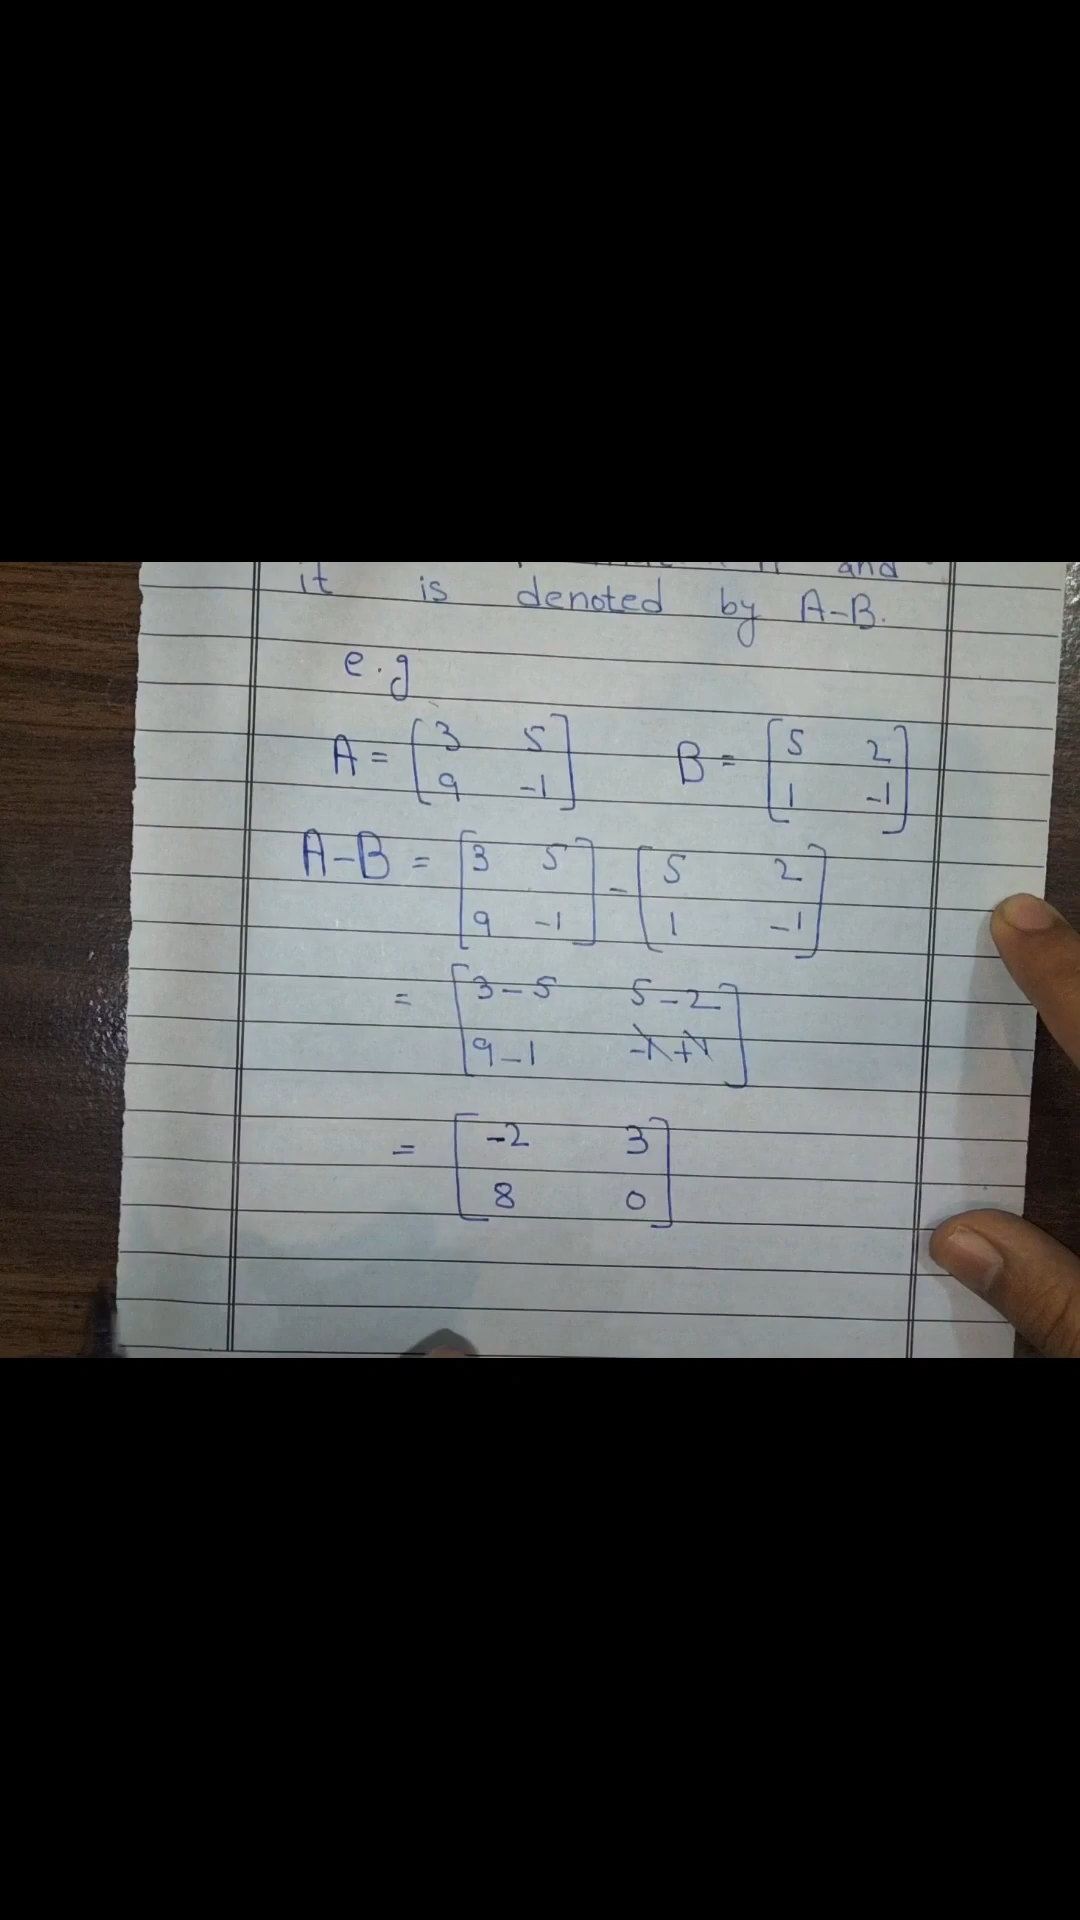 and
it is denoted by A-B.
e.g
A = [3 5
9 -1] B = [5 2
1 -1]
A-B = [3 5
9 -1] - [5 2
1 -1]
= [3-5 5-2
9-1 -1+1]
= [-2 3
8 0]